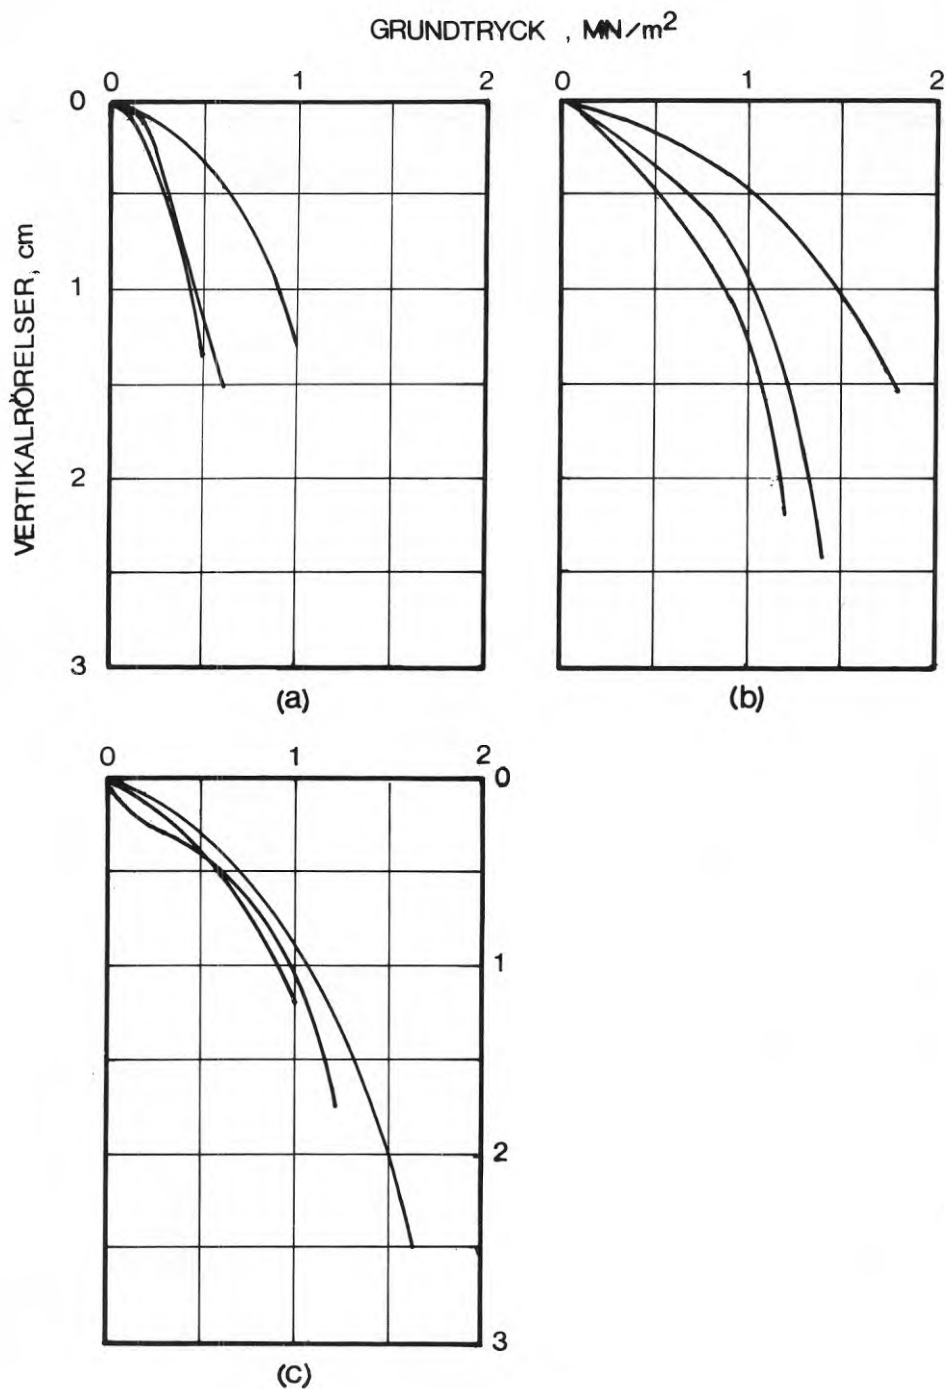 GRUNDTRYCK , MN/m²
0 1 2
0 1 2
VERTIKALRÖRELSER, cm
0
1
2
3
(a)
(b)
0 1 2
0
1
2
3
(c)